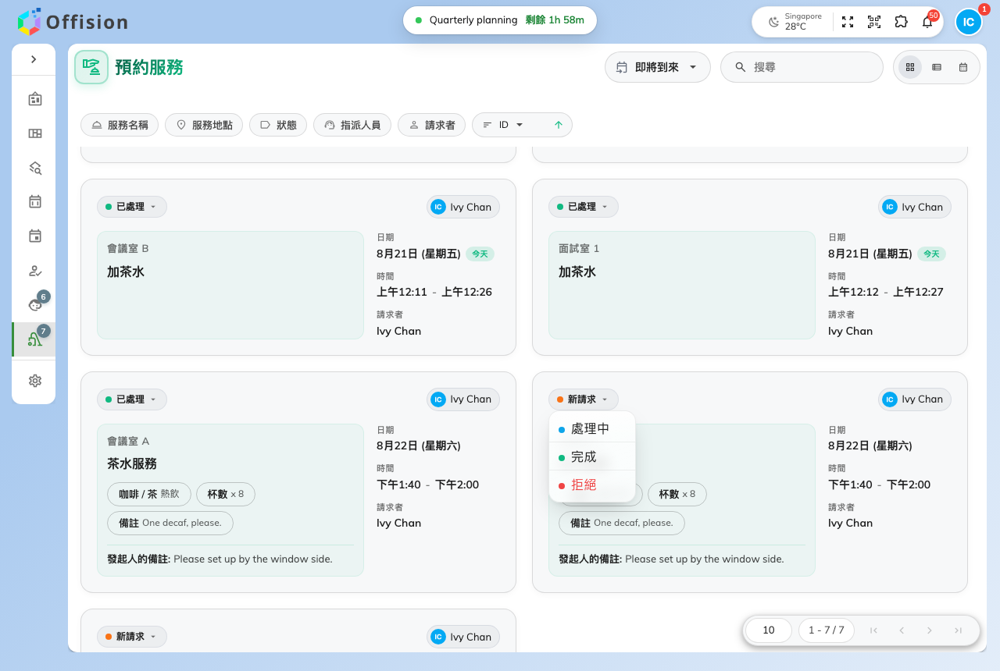 Offision
Quarterly planning 剩餘 1h 58m
Singapore
28°C
50
IC
1
預約服務
即將到來
搜尋
服務名稱
服務地點
狀態
指派人員
請求者
ID
6
7
已處理
IC Ivy Chan
會議室 B
加茶水
日期
8月21日 (星期五) 今天
時間
上午12:11 - 上午12:26
請求者
Ivy Chan
已處理
IC Ivy Chan
面試室 1
加茶水
日期
8月21日 (星期五) 今天
時間
上午12:12 - 上午12:27
請求者
Ivy Chan
已處理
IC Ivy Chan
會議室 A
茶水服務
咖啡 / 茶 熱飲 杯數 x 8
備註 One decaf, please.
發起人的備註: Please set up by the window side.
日期
8月22日 (星期六)
時間
下午1:40 - 下午2:00
請求者
Ivy Chan
新請求
IC Ivy Chan
處理中
完成
拒絕
杯數 x 8
備註 One decaf, please.
發起人的備註: Please set up by the window side.
日期
8月22日 (星期六)
時間
下午1:40 - 下午2:00
請求者
Ivy Chan
新請求
IC Ivy Chan
10
1 - 7 / 7